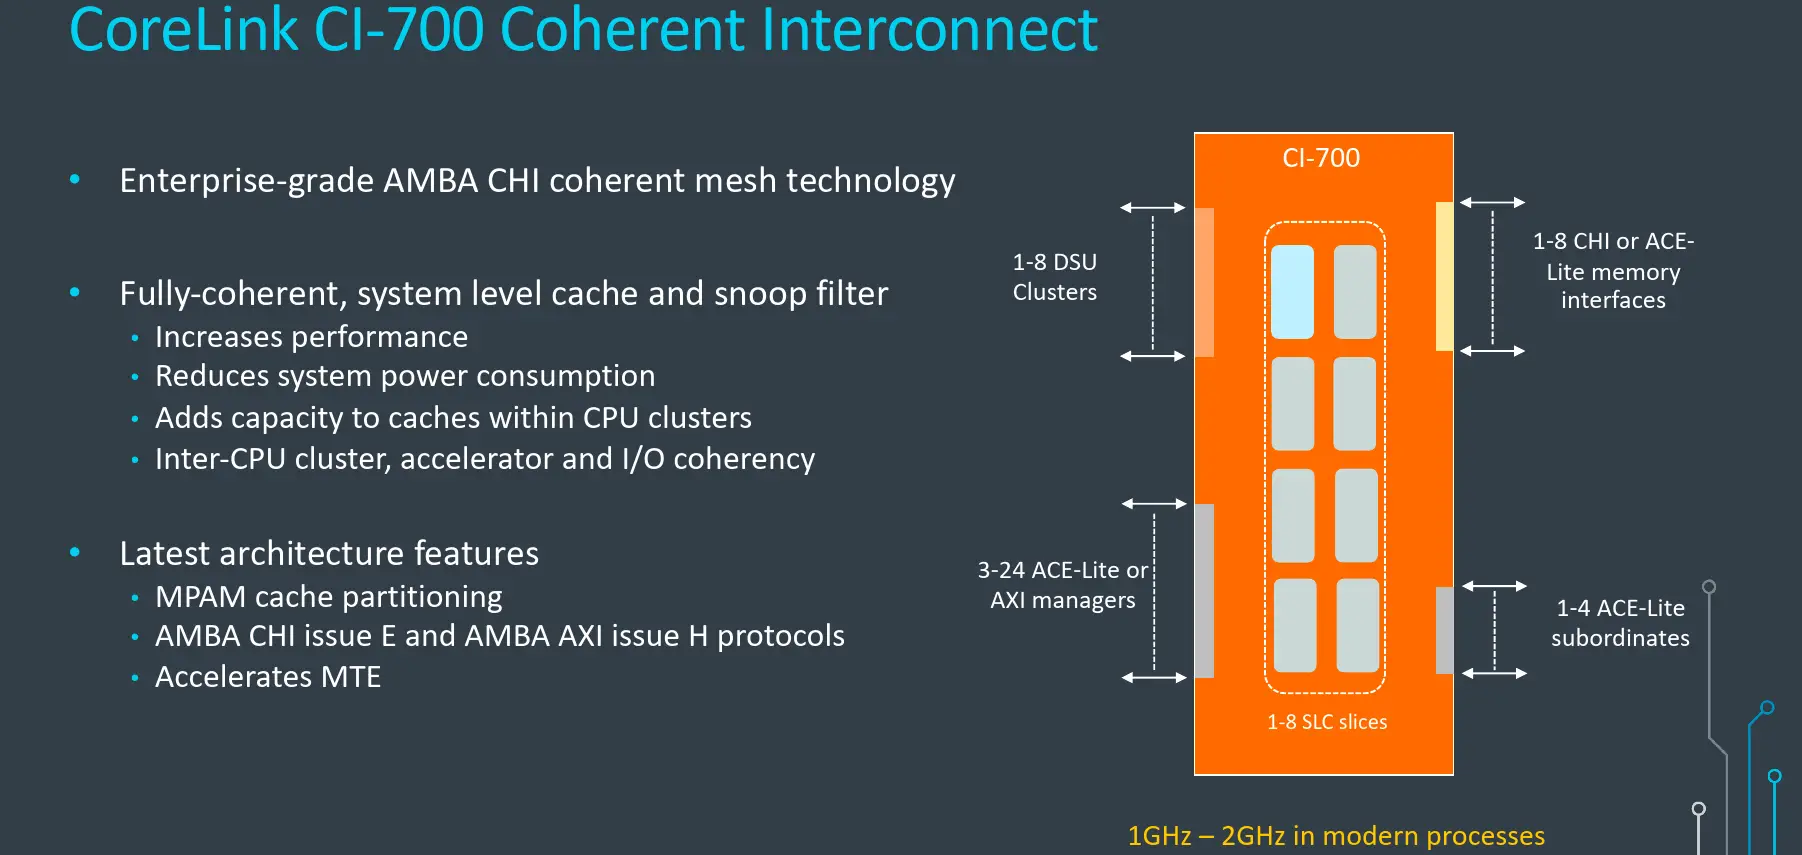 CoreLink CI-700 Coherent Interconnect
• Enterprise-grade AMBA CHI coherent mesh technology
• Fully-coherent, system level cache and snoop filter
• Increases performance
• Reduces system power consumption
• Adds capacity to caches within CPU clusters
• Inter-CPU cluster, accelerator and I/O coherency
• Latest architecture features
• MPAM cache partitioning
• AMBA CHI issue E and AMBA AXI issue H protocols
• Accelerates MTE
CI-700
1-8 DSU
Clusters
1-8 CHI or ACE-
Lite memory
interfaces
3-24 ACE-Lite or
AXI managers
1-4 ACE-Lite
subordinates
1-8 SLC slices
1GHz – 2GHz in modern processes